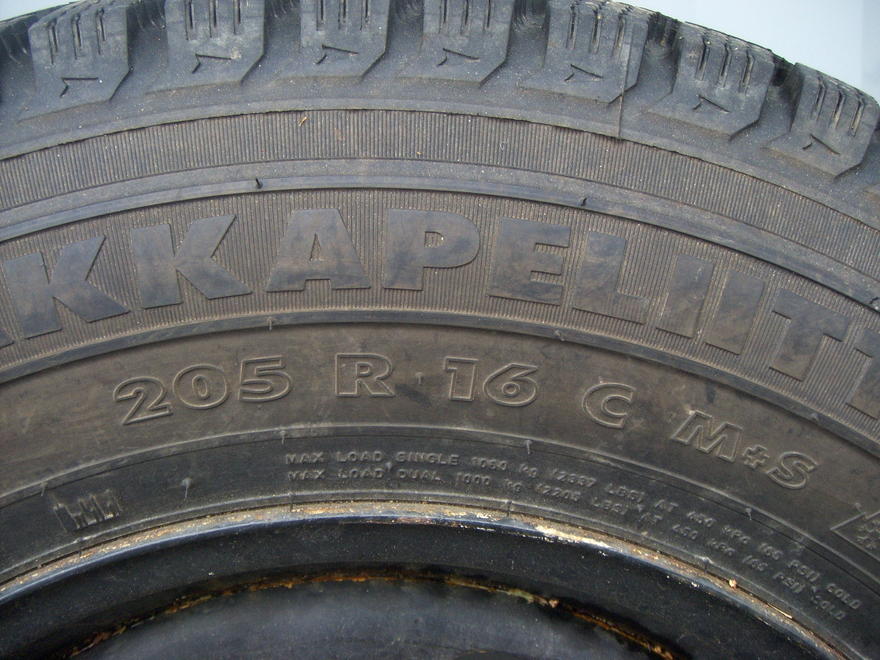 AKKAPELIITT
205 R 16 C M+S
MAX LOAD SINGLE 1060 kg (2337 LBS) AT 450 kPa (65 PSI) COLD
MAX LOAD DUAL 1000 kg (2205 LBS) AT 450 kPa (65 PSI) COLD